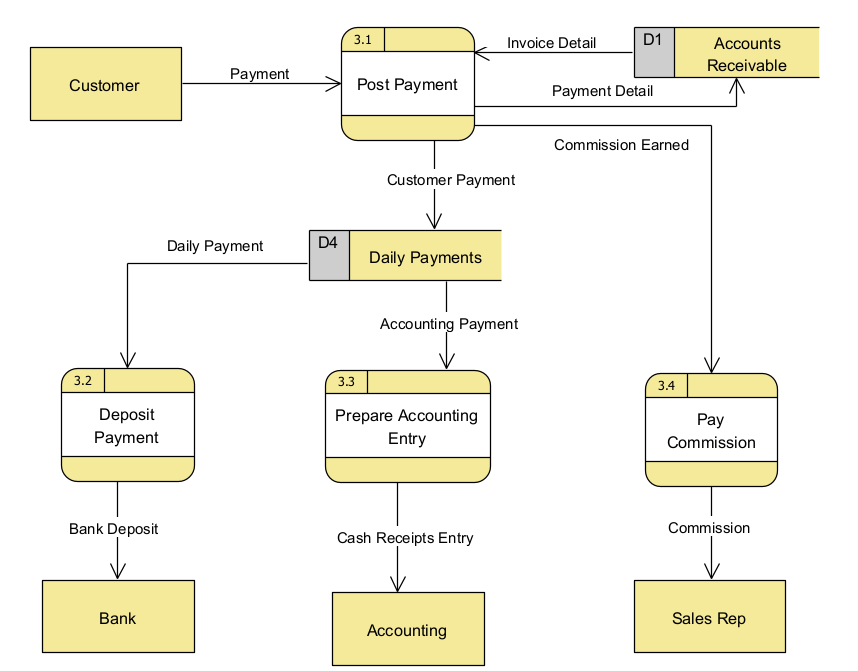 3.1
D1
Accounts
Receivable
Invoice Detail
Customer
Payment
Post Payment
Payment Detail
Commission Earned
Customer Payment
D4
Daily Payments
Daily Payment
Accounting Payment
3.2
Deposit
Payment
3.3
Prepare Accounting
Entry
3.4
Pay
Commission
Bank Deposit
Cash Receipts Entry
Commission
Bank
Accounting
Sales Rep